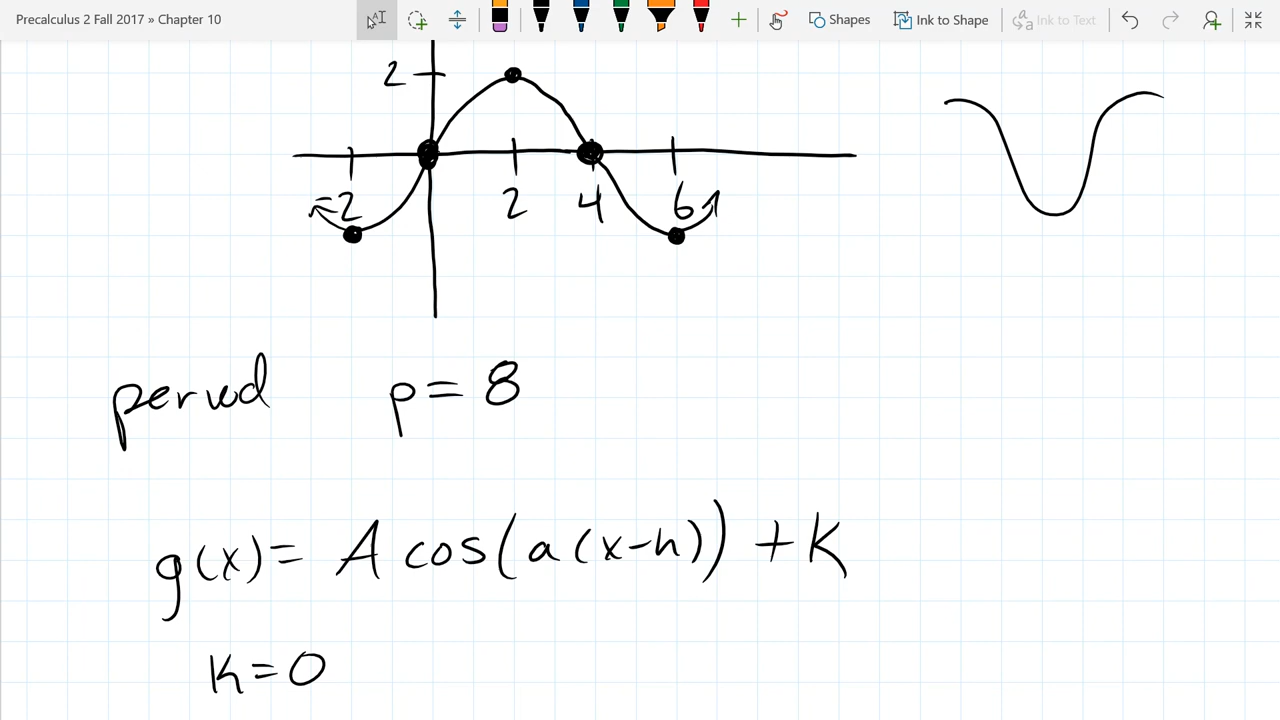 Precalculus 2 Fall 2017 » Chapter 10
Shapes
Ink to Shape
Ink to Text
2
-2 2 4 6
period p = 8
g(x) = A cos(a(x-h)) + K
K = 0